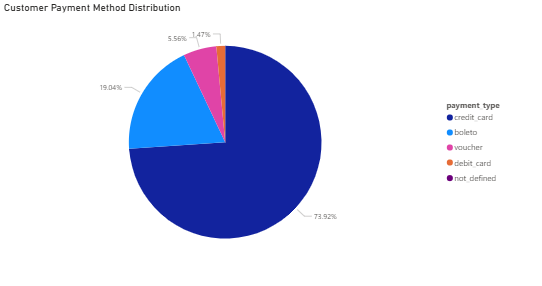 Customer Payment Method Distribution
1.47%
5.56%
19.04%
73.92%
payment_type
credit_card
boleto
voucher
debit_card
not_defined